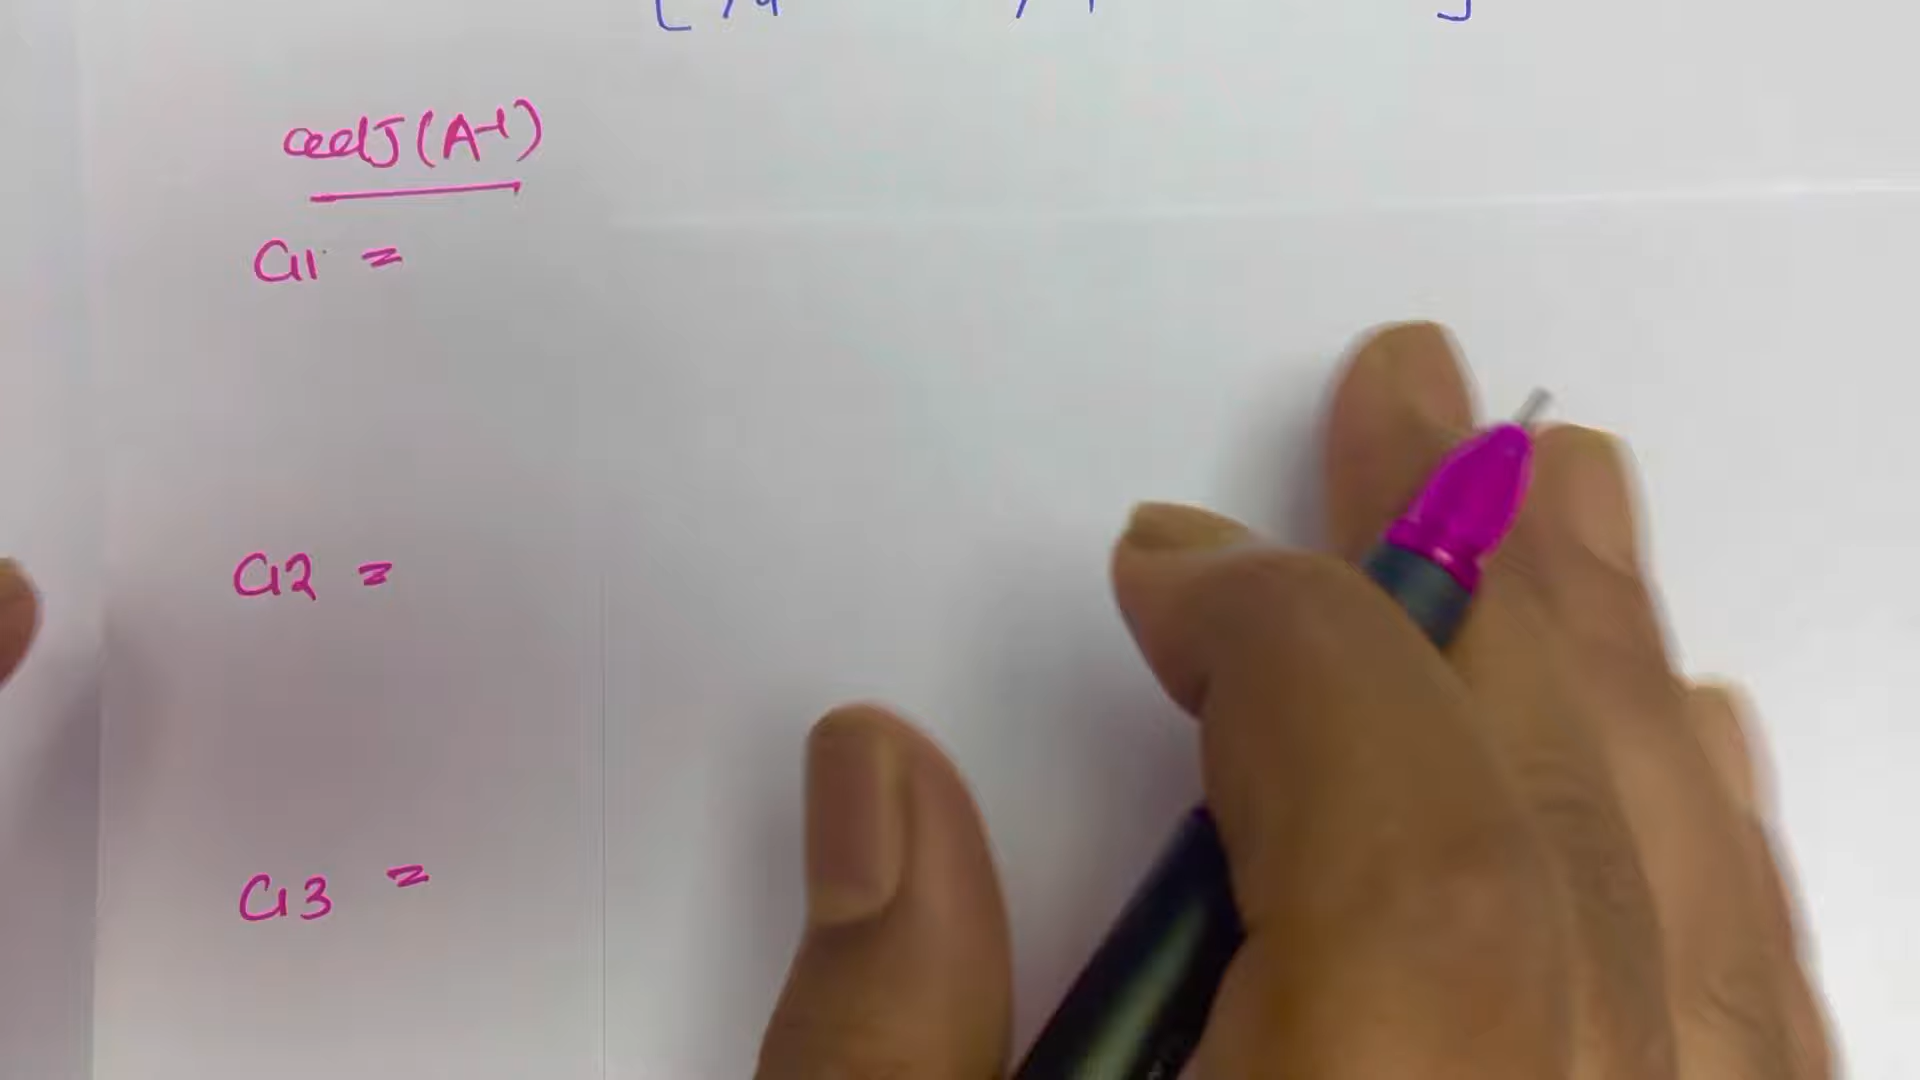 adJ(A-1)
C11 =
C12 =
C13 =